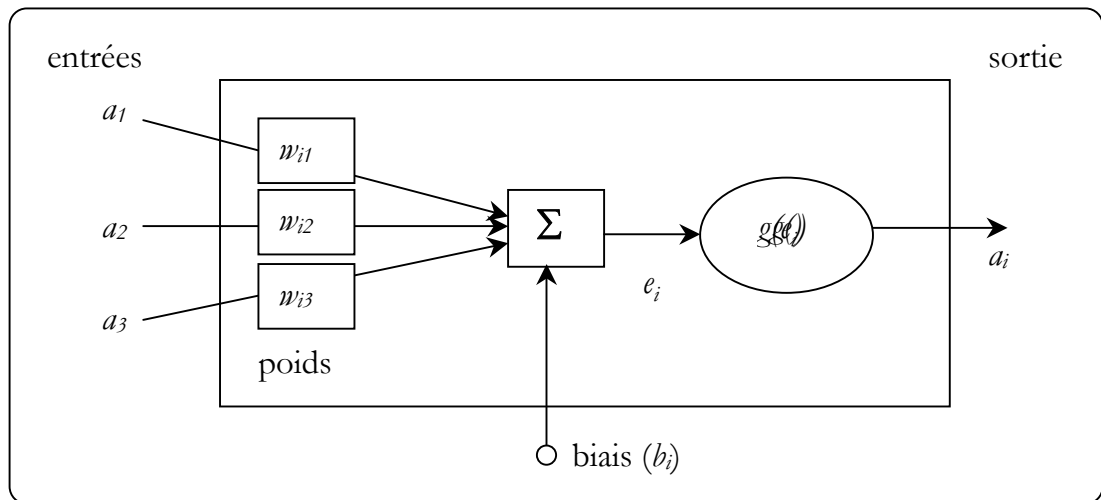 entrées
sortie
a1
wi1
a2
wi2
Σ
ei
ai
a3
wi3
poids
biais (bi)